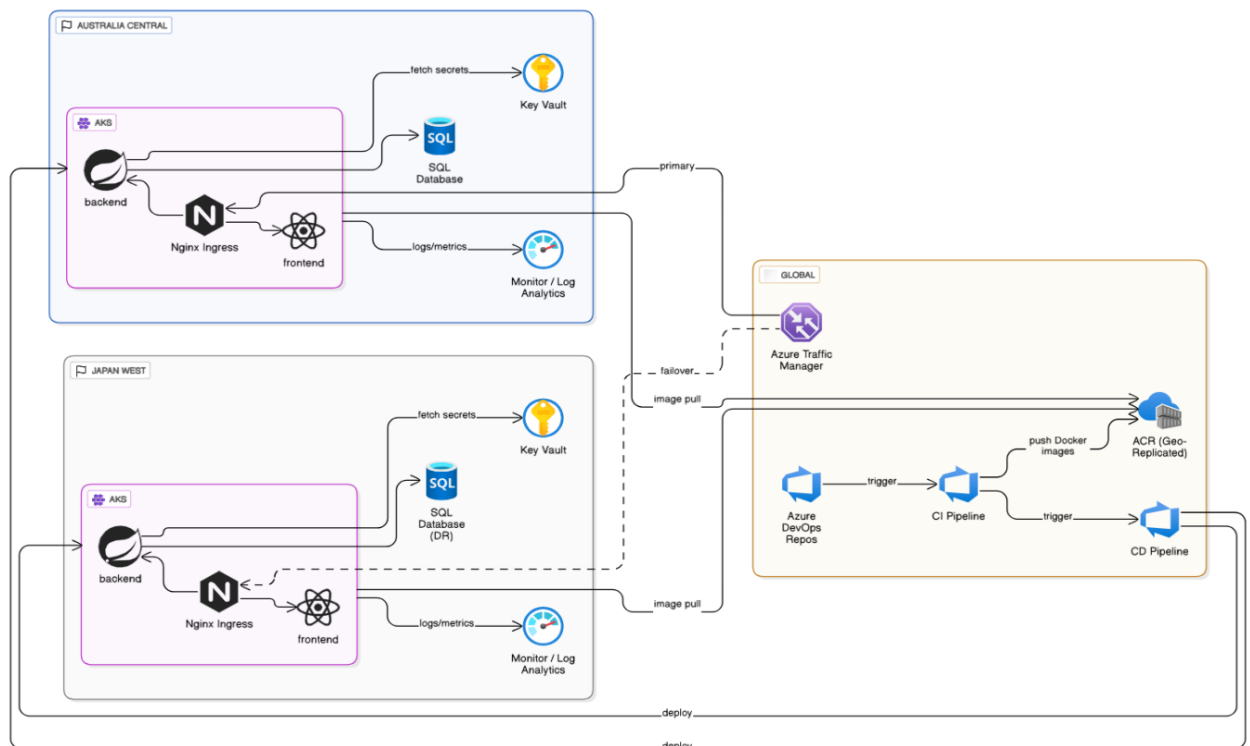 AUSTRALIA CENTRAL
fetch secrets
Key Vault
AKS
SQL
SQL
Database
backend
primary
N
Nginx Ingress
frontend
logs/metrics
Monitor / Log
Analytics
GLOBAL
Azure Traffic
Manager
JAPAN WEST
failover
image pull
fetch secrets
Key Vault
push Docker
images
ACR (Geo-
Replicated)
SQL
SQL
Database
(DR)
AKS
trigger
Azure
DevOps
Repos
CI Pipeline
trigger
CD Pipeline
backend
N
Nginx Ingress
frontend
image pull
logs/metrics
Monitor / Log
Analytics
deploy
deploy